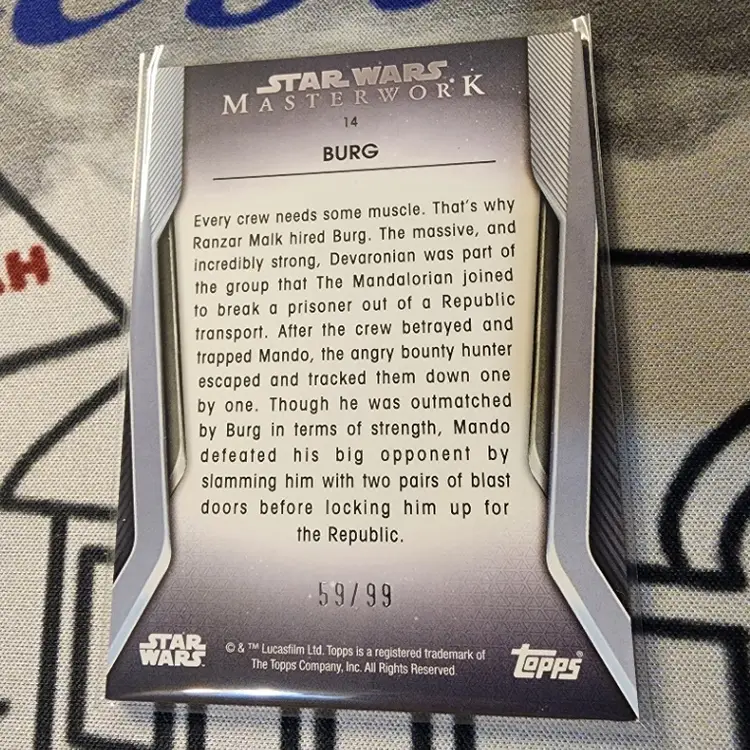 STAR WARS
MASTERWORK
14
BURG
Every crew needs some muscle. That's why
Ranzar Malk hired Burg. The massive, and
incredibly strong, Devaronian was part of
the group that The Mandalorian joined
to break a prisoner out of a Republic
transport. After the crew betrayed and
trapped Mando, the angry bounty hunter
escaped and tracked them down one
by one. Though he was outmatched
by Burg in terms of strength, Mando
defeated his big opponent by
slamming him with two pairs of blast
doors before locking him up for
the Republic.
59/99
STAR
WARS
© & ™ Lucasfilm Ltd. Topps is a registered trademark of
The Topps Company, Inc. All Rights Reserved.
topps®